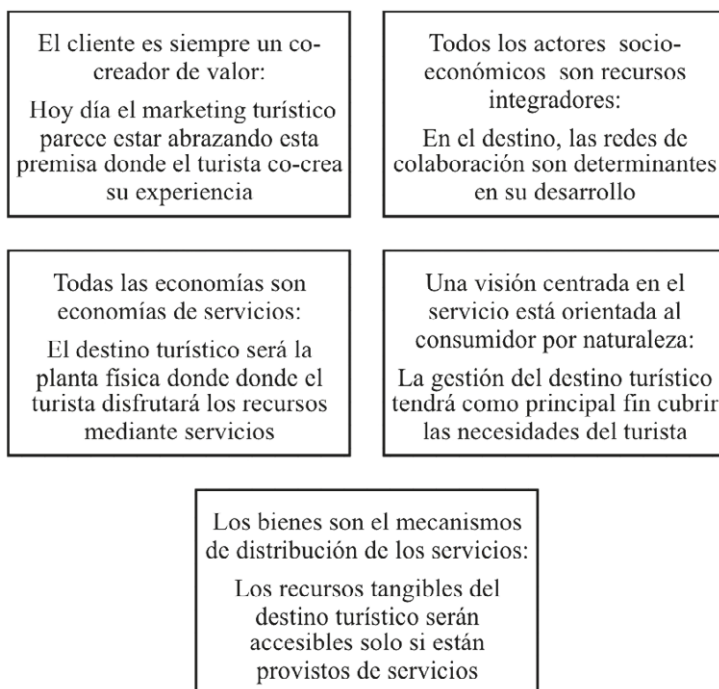 El cliente es siempre un co-
creador de valor:
Hoy día el marketing turístico
parece estar abrazando esta
premisa donde el turista co-crea
su experiencia
Todos los actores socio-
económicos son recursos
integradores:
En el destino, las redes de
colaboración son determinantes
en su desarrollo
Todas las economías son
economías de servicios:
El destino turístico será la
planta física donde donde el
turista disfrutará los recursos
mediante servicios
Una visión centrada en el
servicio está orientada al
consumidor por naturaleza:
La gestión del destino turístico
tendrá como principal fin cubrir
las necesidades del turista
Los bienes son el mecanismos
de distribución de los servicios:
Los recursos tangibles del
destino turístico serán
accesibles solo si están
provistos de servicios